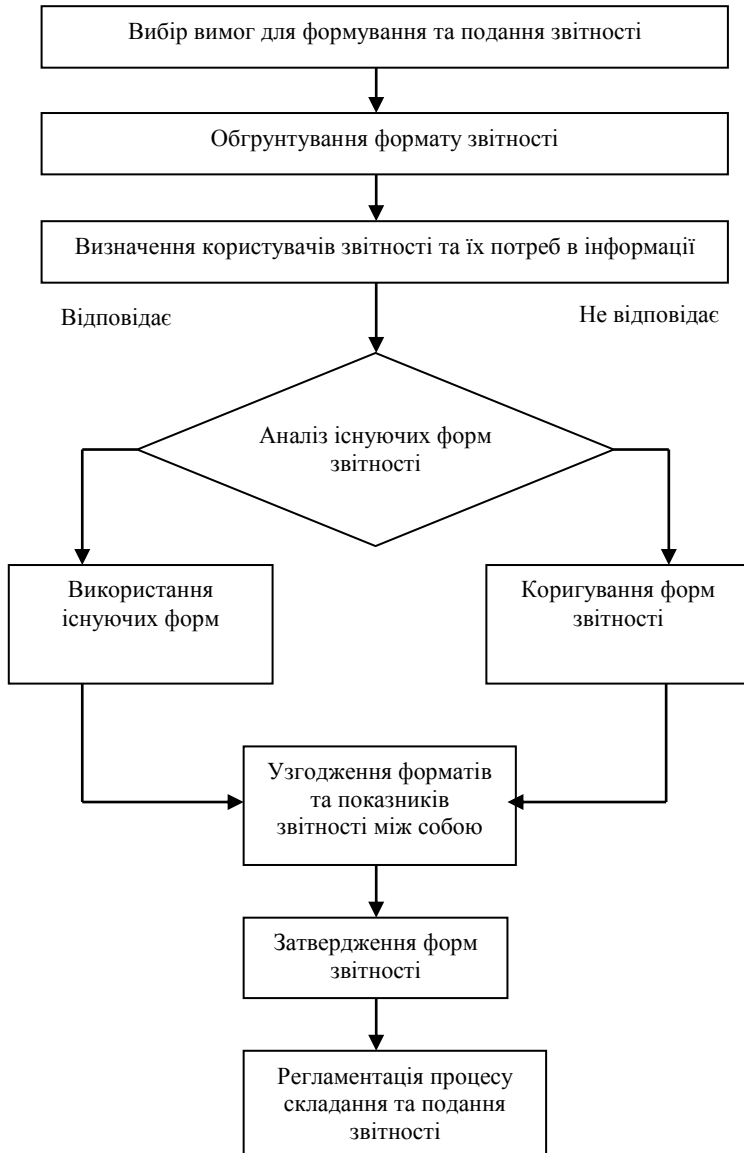 Вибір вимог для формування та подання звітності
Обгрунтування формату звітності
Визначення користувачів звітності та їх потреб в інформації
Відповідає
Не відповідає
Аналіз існуючих форм
звітності
Використання
існуючих форм
Коригування форм
звітності
Узгодження форматів
та показників
звітності між собою
Затвердження форм
звітності
Регламентація процесу
складання та подання
звітності